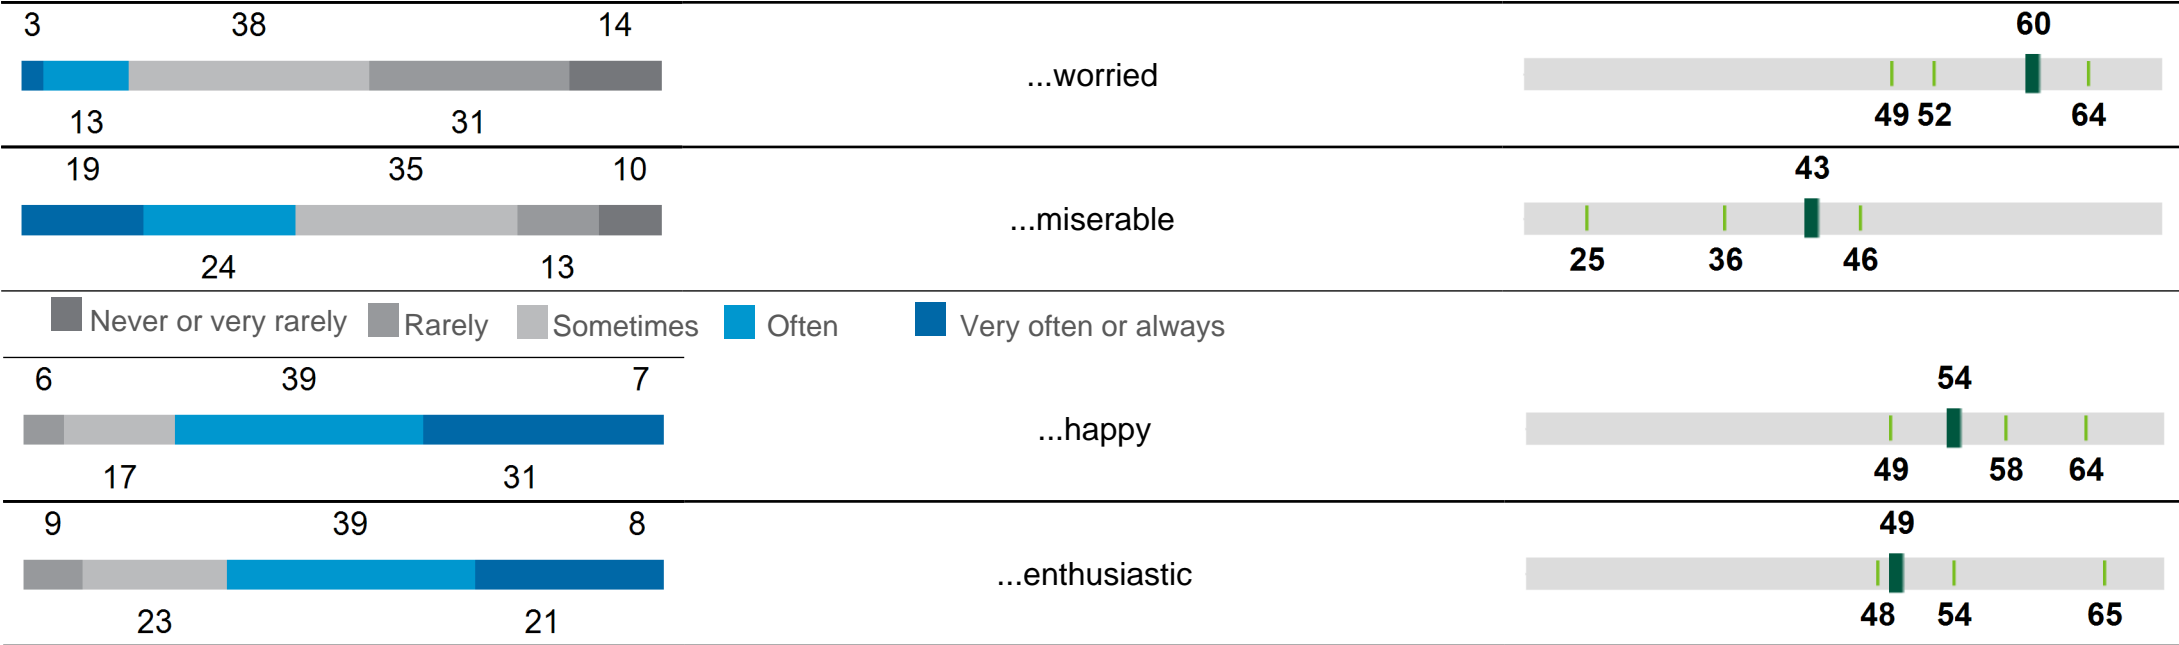 3 38 14 60
...worried
13 31 49 52 64
19 35 10 43
...miserable
24 13 25 36 46
Never or very rarely Rarely Sometimes Often Very often or always
6 39 7 54
...happy
17 31 49 58 64
9 39 8 49
...enthusiastic
23 21 48 54 65